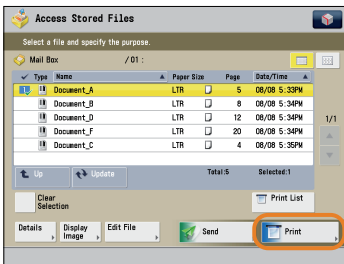 Access Stored Files
Select a file and specify the purpose.
Mail Box /01 :
Type Name Paper Size Page Date/Time
1 Document_A LTR 5 08/08 5:33PM
Document_B LTR 8 08/08 5:34PM
Document_D LTR 12 08/08 5:34PM
Document_F LTR 20 08/08 5:34PM
Document_C LTR 4 08/08 5:35PM
1/1
Up Update Total:5 Selected:1
Clear Selection Print List
Details Display Image Edit File Send Print